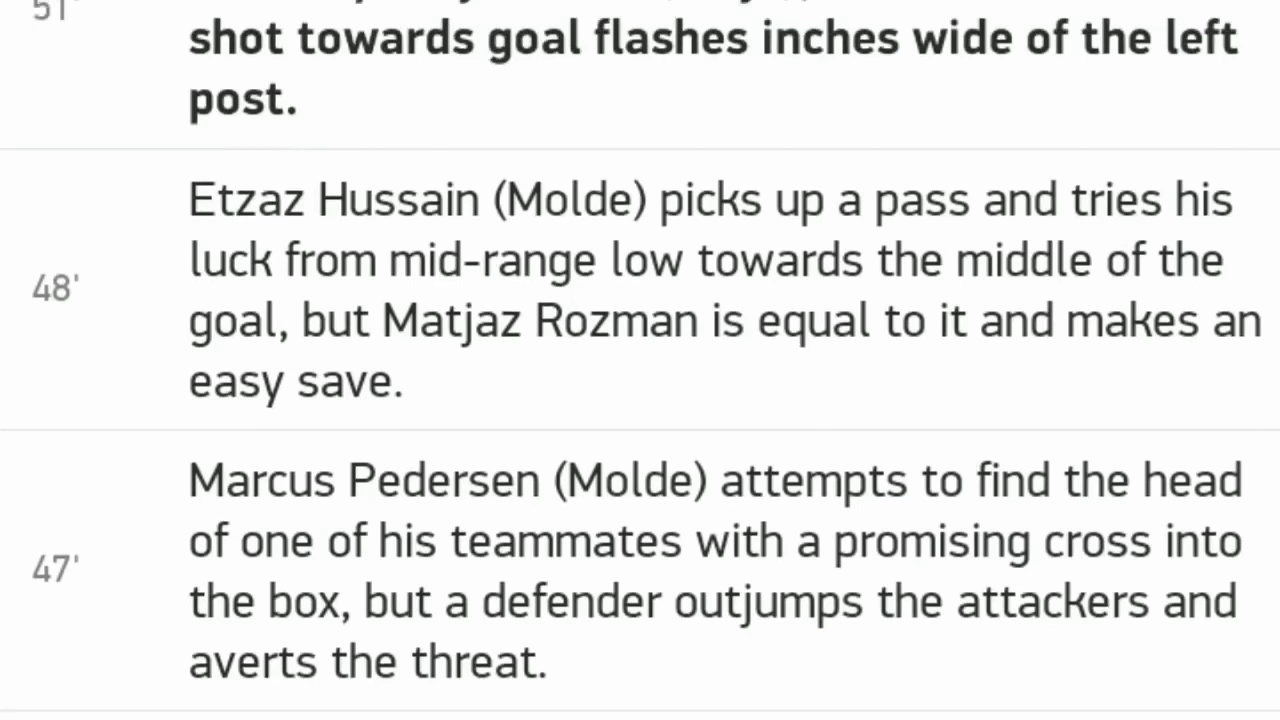 51'
shot towards goal flashes inches wide of the left
post.
Etzaz Hussain (Molde) picks up a pass and tries his
luck from mid-range low towards the middle of the
48'
goal, but Matjaz Rozman is equal to it and makes an
easy save.
Marcus Pedersen (Molde) attempts to find the head
of one of his teammates with a promising cross into
47'
the box, but a defender outjumps the attackers and
averts the threat.